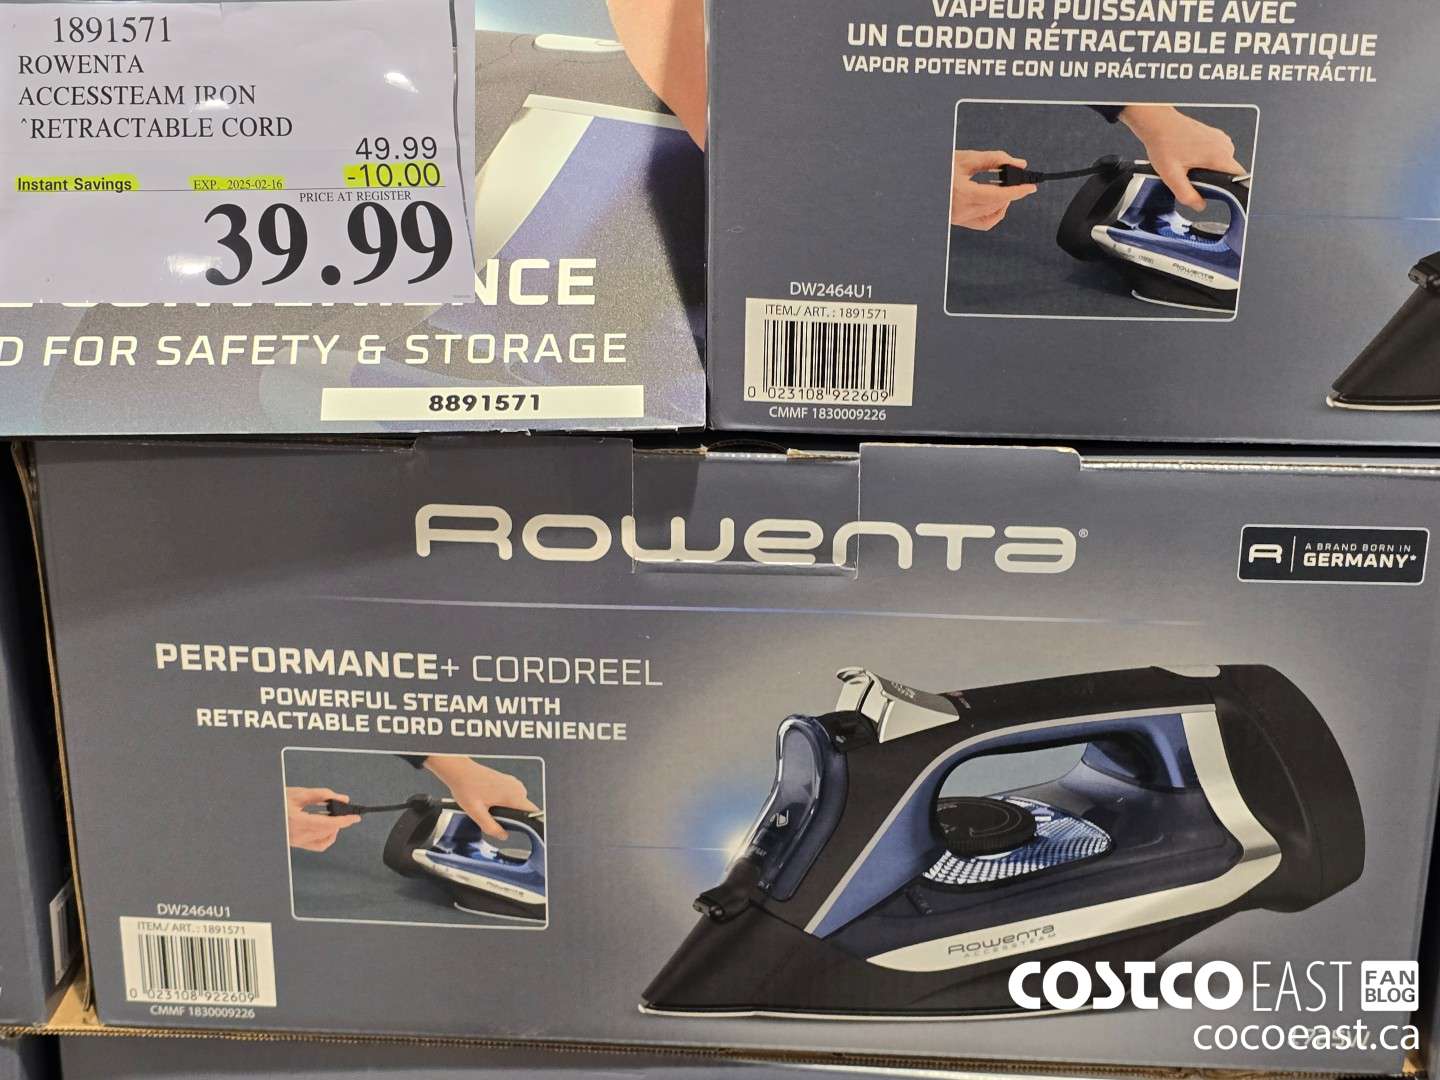 1891571
ROWENTA
ACCESSTEAM IRON
^RETRACTABLE CORD
49.99
Instant Savings EXP. 2025-02-16 -10.00
PRICE AT REGISTER
39.99
D FOR SAFETY & STORAGE
8891571
VAPEUR PUISSANTE AVEC
UN CORDON RÉTRACTABLE PRATIQUE
VAPOR POTENTE CON UN PRÁCTICO CABLE RETRÁCTIL
ROWENTA
DW2464U1
ITEM./ ART. : 1891571
0 023108 922609
CMMF 1830009226
ROWENTA®
A BRAND BORN IN
GERMANY*
PERFORMANCE+ CORDREEL
POWERFUL STEAM WITH
RETRACTABLE CORD CONVENIENCE
ROWENTA
DW2464U1
ITEM./ ART. : 1891571
0 023108 922609
CMMF 1830009226
ROWENTA
ACCESSTEAM
COSTCO EAST FAN BLOG
cocoeast.ca